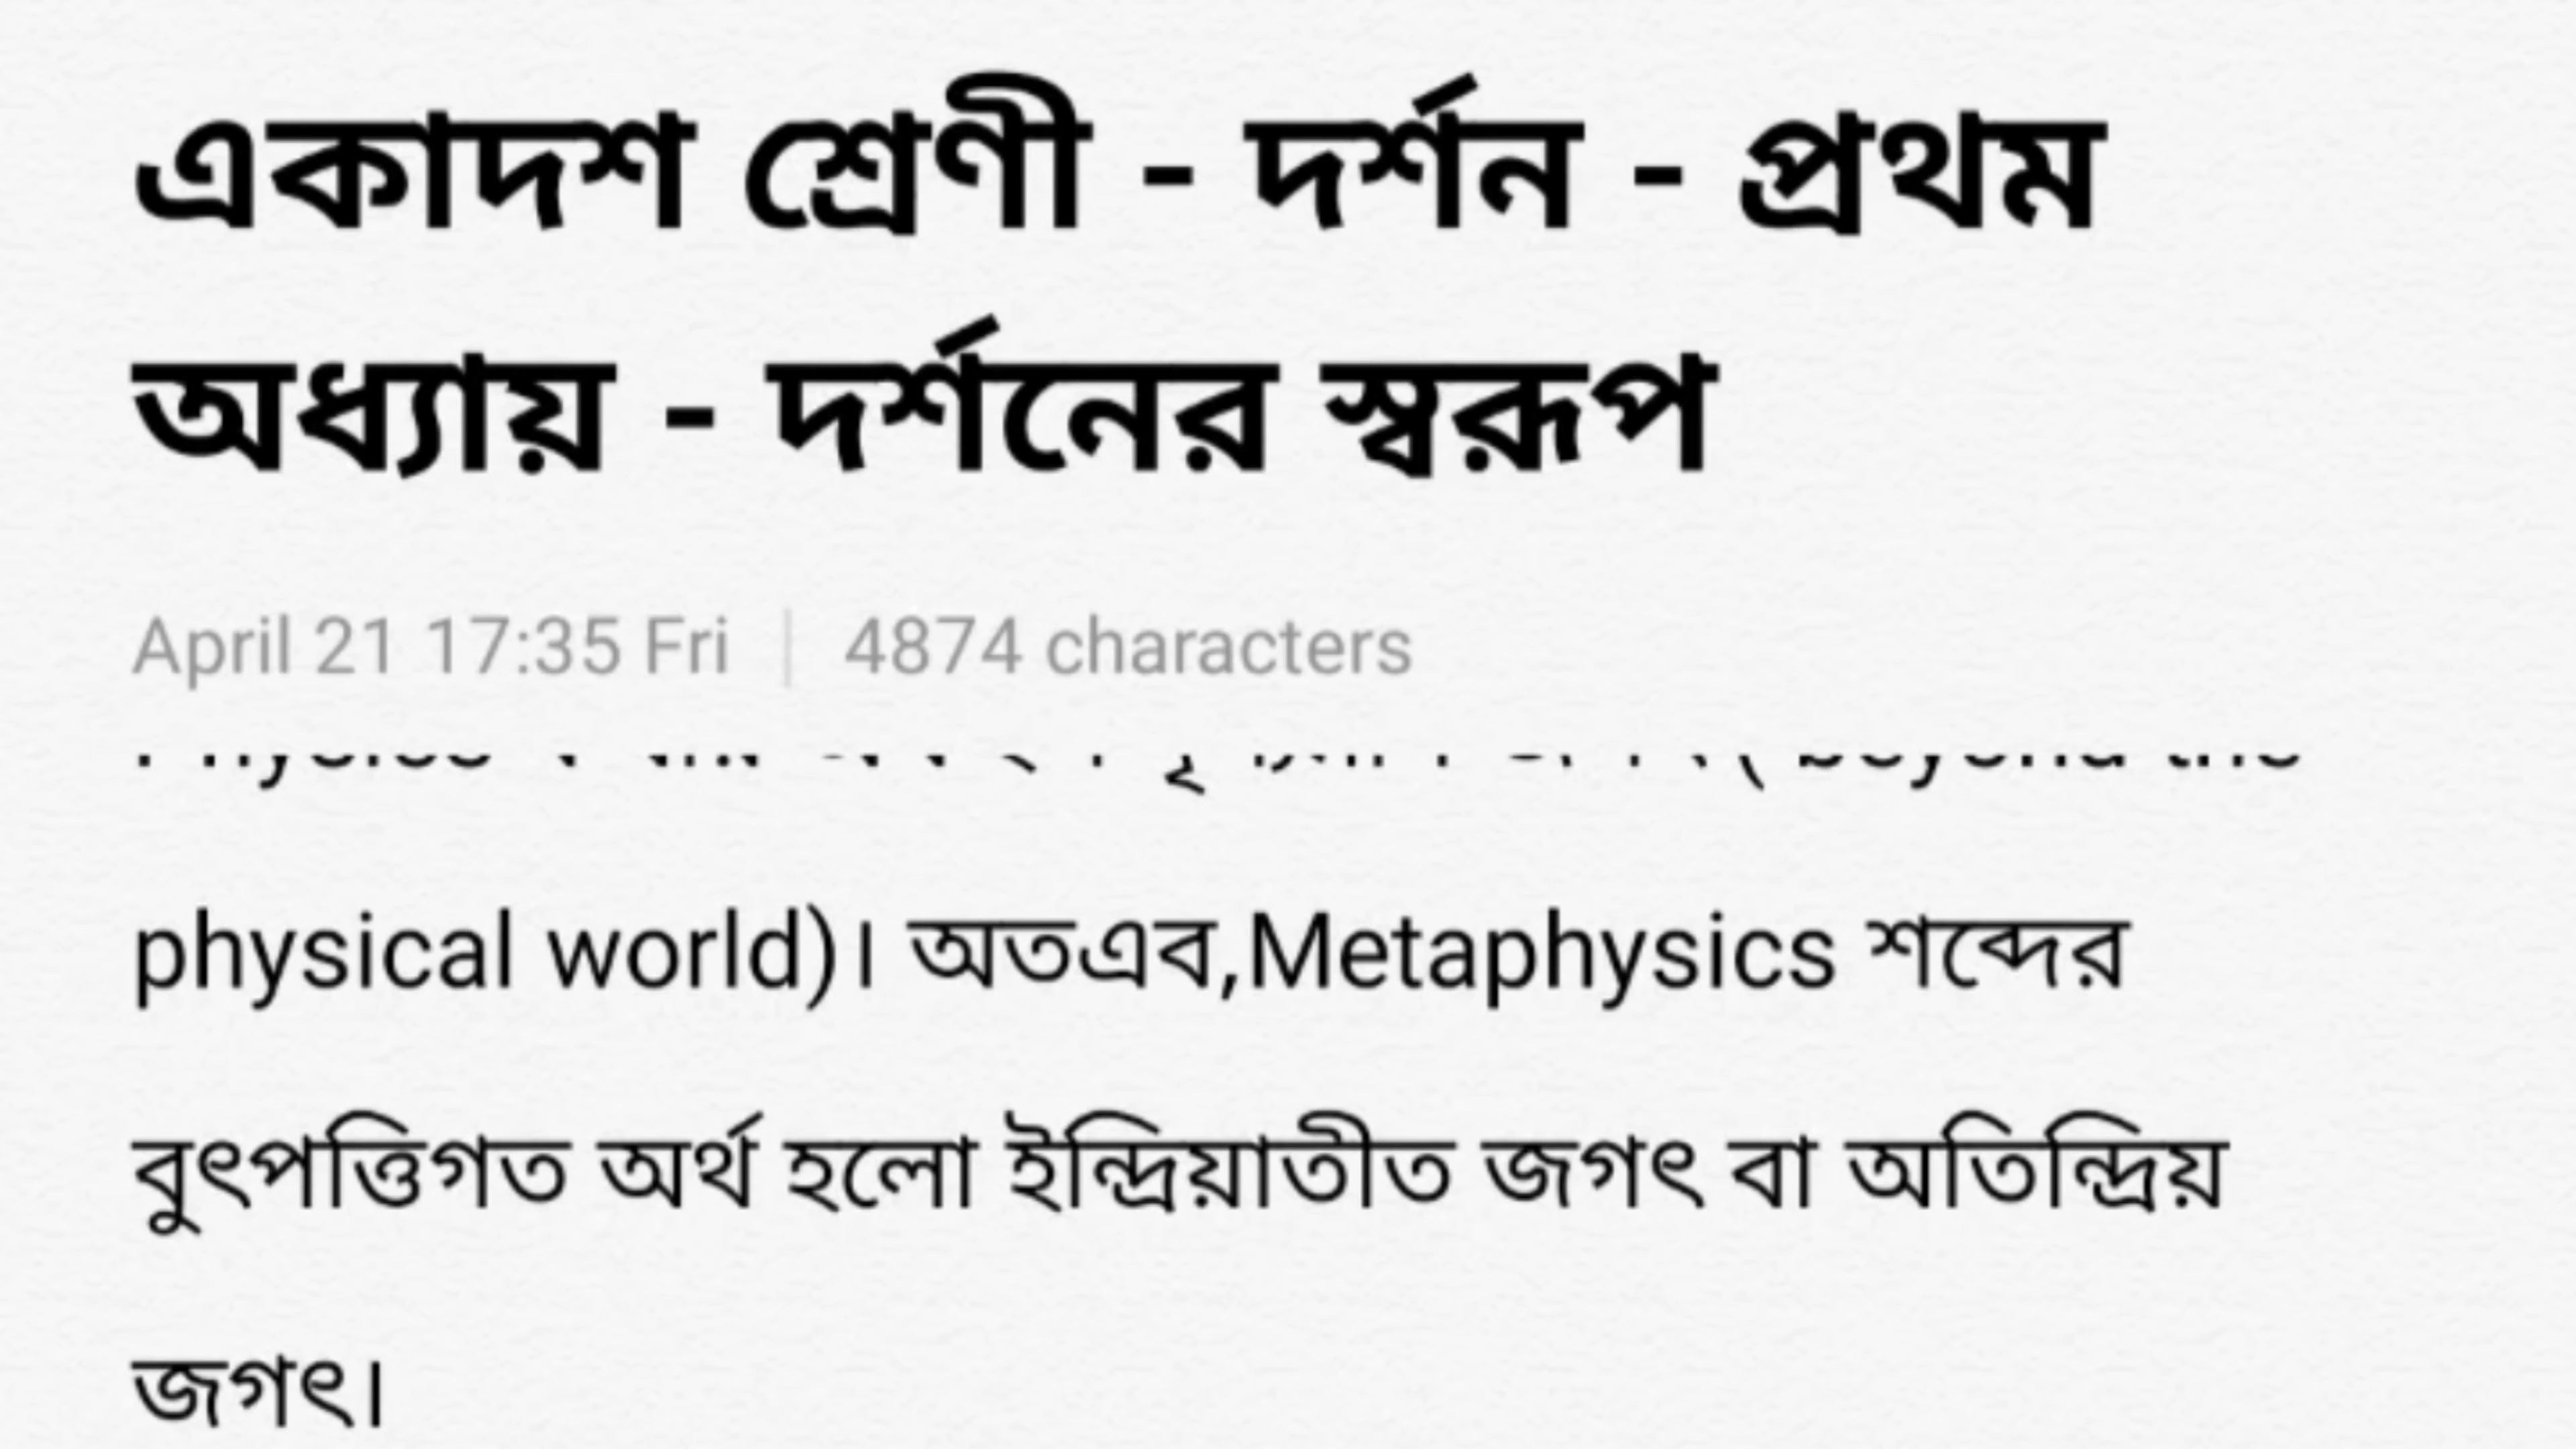 একাদশ শ্রেণী - দর্শন - প্রথম
অধ্যায় - দর্শনের স্বরূপ
April 21 17:35 Fri | 4874 characters
physical world)। অতএব,Metaphysics শব্দের
বুৎপত্তিগত অর্থ হলো ইন্দ্রিয়াতীত জগৎ বা অতিন্দ্রিয়
জগৎ।